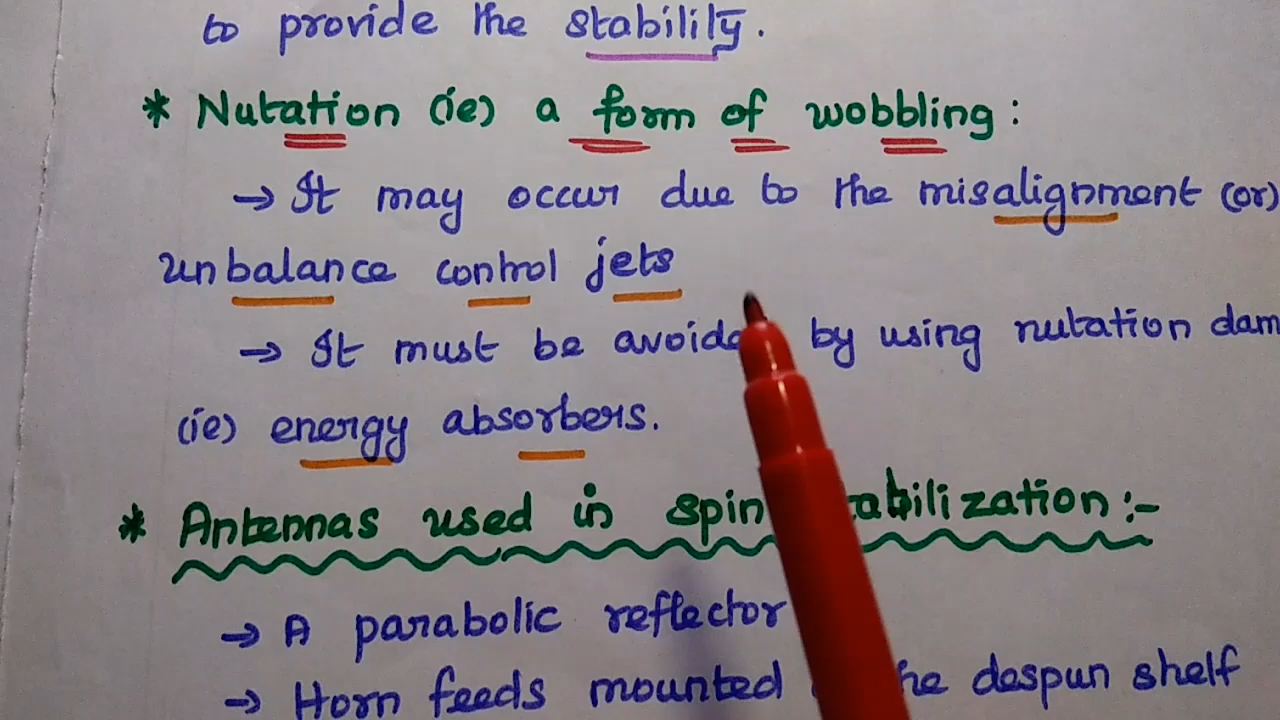 to provide the stability.
* Nutation (ie) a form of wobbling :
→ It may occur due to the misalignment (or)
unbalance control jets
→ It must be avoide by using nutation dam
(ie) energy absorbers.
* Antennas used in spin tabilization :-
→ A parabolic reflector
→ Horn feeds mounted he despun shelf